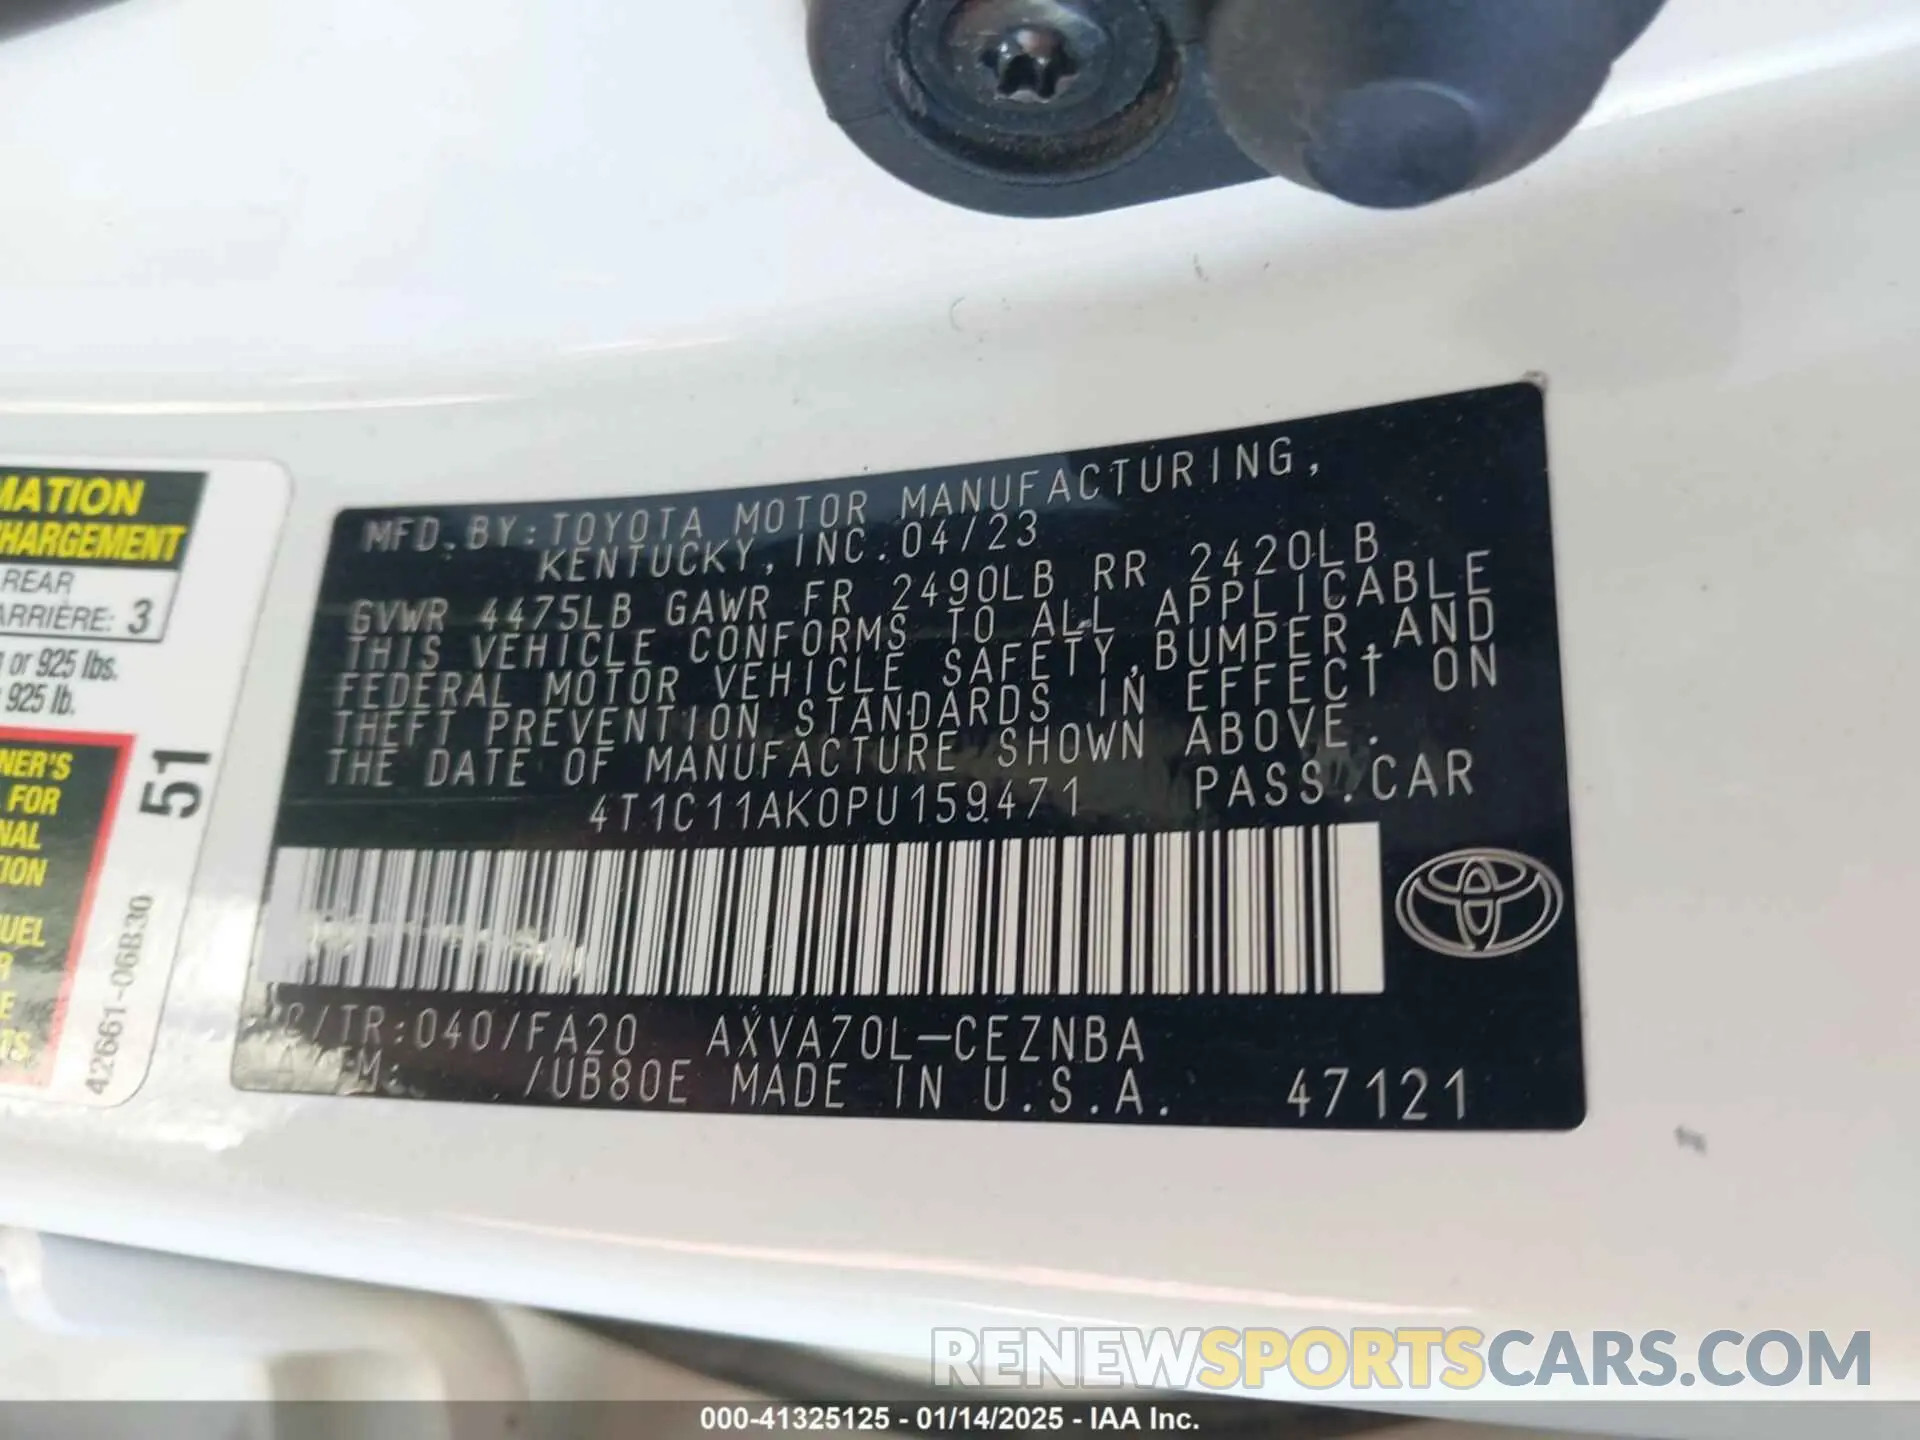 MATION
HARGEMENT
REAR
ARRIÈRE: 3
or 925 lbs.
925 lb.
NER'S
FOR
NAL
ION
UEL
R
E
TS
51
42661-06B30
MFD.BY:TOYOTA MOTOR MANUFACTURING,
KENTUCKY, INC. 04/23
GVWR 4475LB GAWR FR 2490LB RR 2420LB
THIS VEHICLE CONFORMS TO ALL APPLICABLE
FEDERAL MOTOR VEHICLE SAFETY,BUMPER,AND
THEFT PREVENTION STANDARDS IN EFFECT ON
THE DATE OF MANUFACTURE SHOWN ABOVE.
4T1C11AK0PU159471 PASS.CAR
/TR:040/FA20 AXVA70L-CEZNBA
/UB80E MADE IN U.S.A. 47121
RENEWSPORTSCARS.COM
000-41325125 - 01/14/2025 - IAA Inc.